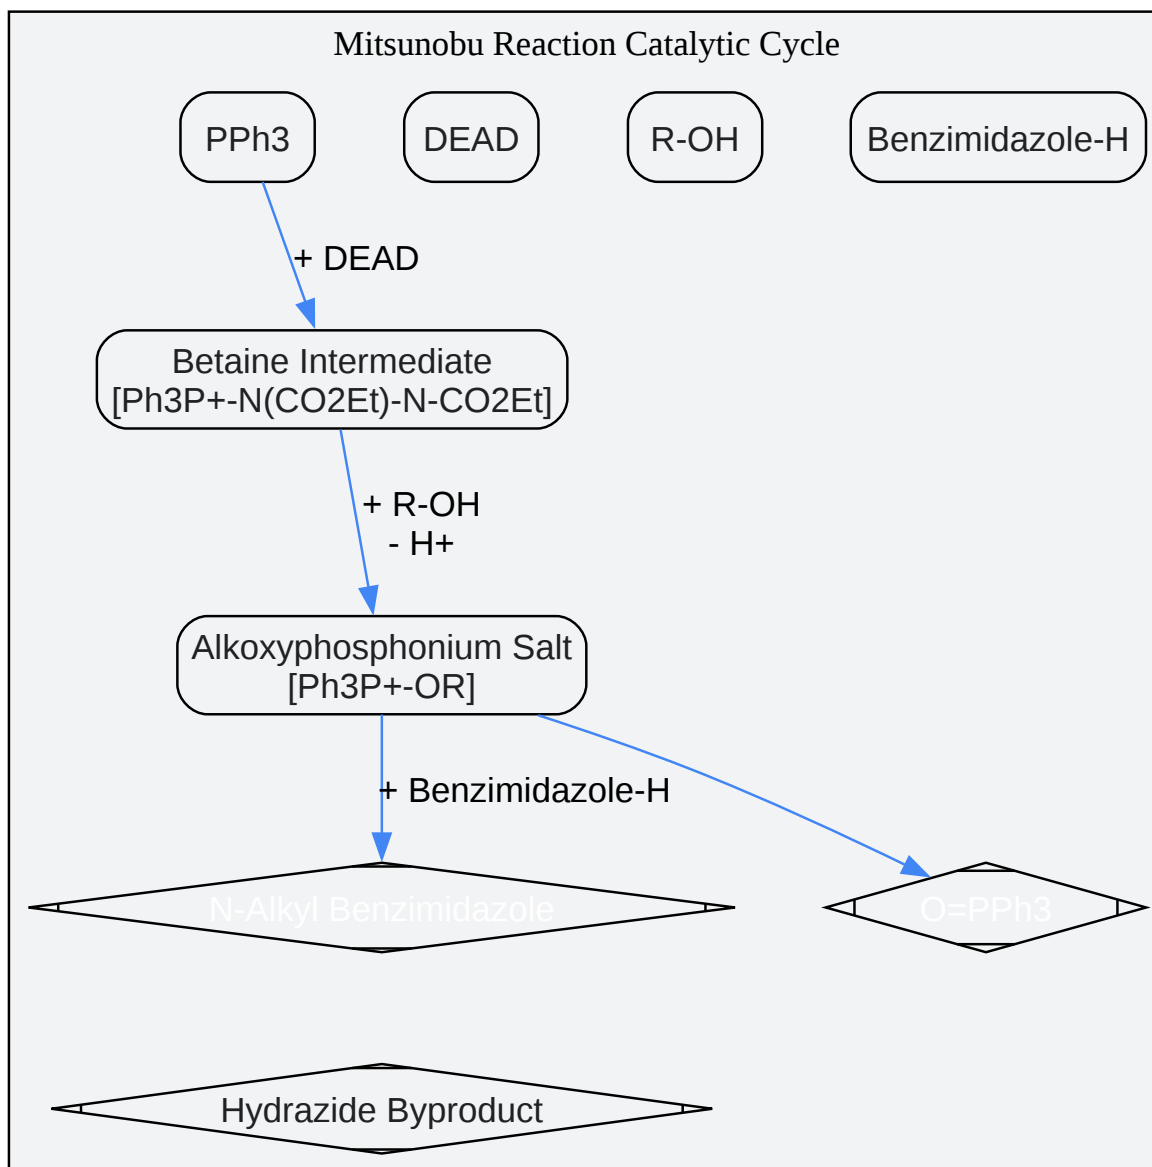 Mitsunobu Reaction Catalytic Cycle
PPh3
DEAD
R-OH
Benzimidazole-H
+ DEAD
Betaine Intermediate
[Ph3P+-N(CO2Et)-N-CO2Et]
+ R-OH
- H+
Alkoxyphosphonium Salt
[Ph3P+-OR]
+ Benzimidazole-H
N-Alkyl Benzimidazole
O=PPh3
Hydrazide Byproduct